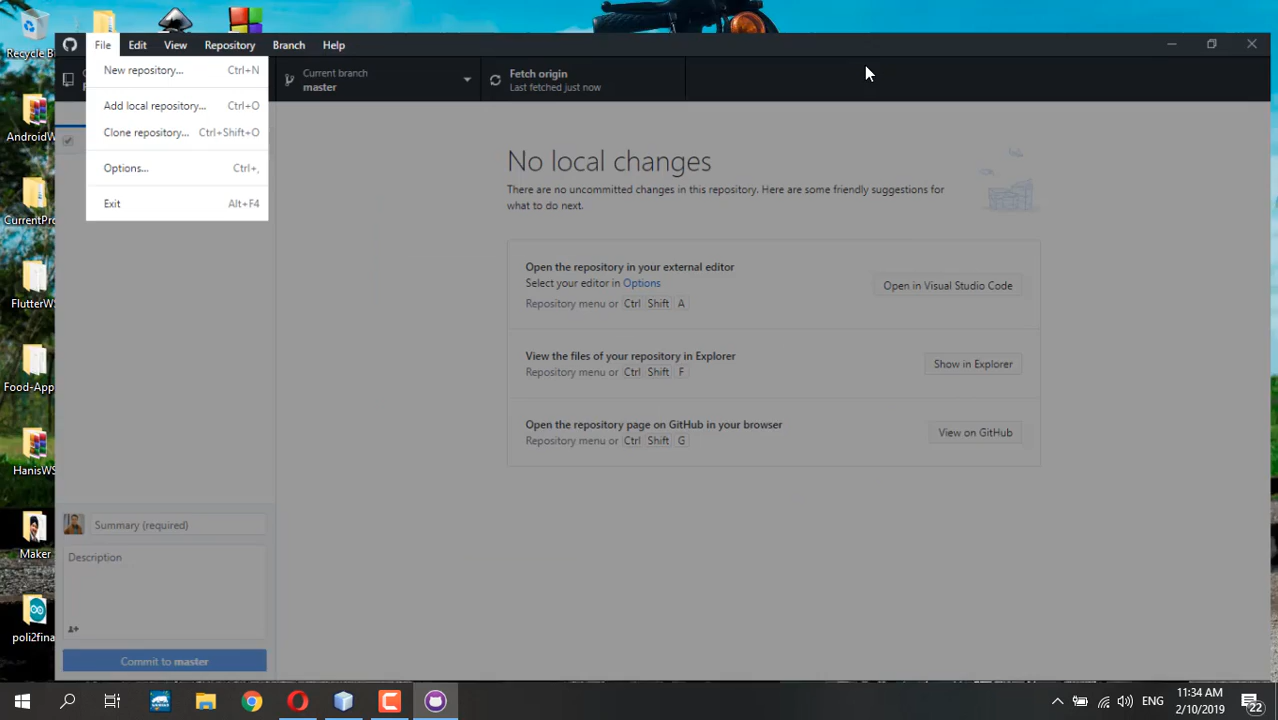 Recycle B
AndroidW
CurrentPro
FlutterWS
Food-App
HanisWS
Maker
poli2fina
File Edit View Repository Branch Help
New repository... Ctrl+N
Add local repository... Ctrl+O
Clone repository... Ctrl+Shift+O
Options... Ctrl+,
Exit Alt+F4
Current branch
master
Fetch origin
Last fetched just now
No local changes
There are no uncommitted changes in this repository. Here are some friendly suggestions for
what to do next.
Open the repository in your external editor
Select your editor in Options
Repository menu or Ctrl Shift A
Open in Visual Studio Code
View the files of your repository in Explorer
Repository menu or Ctrl Shift F
Show in Explorer
Open the repository page on GitHub in your browser
Repository menu or Ctrl Shift G
View on GitHub
Summary (required)
Description
Commit to master
ENG
11:34 AM
2/10/2019
22